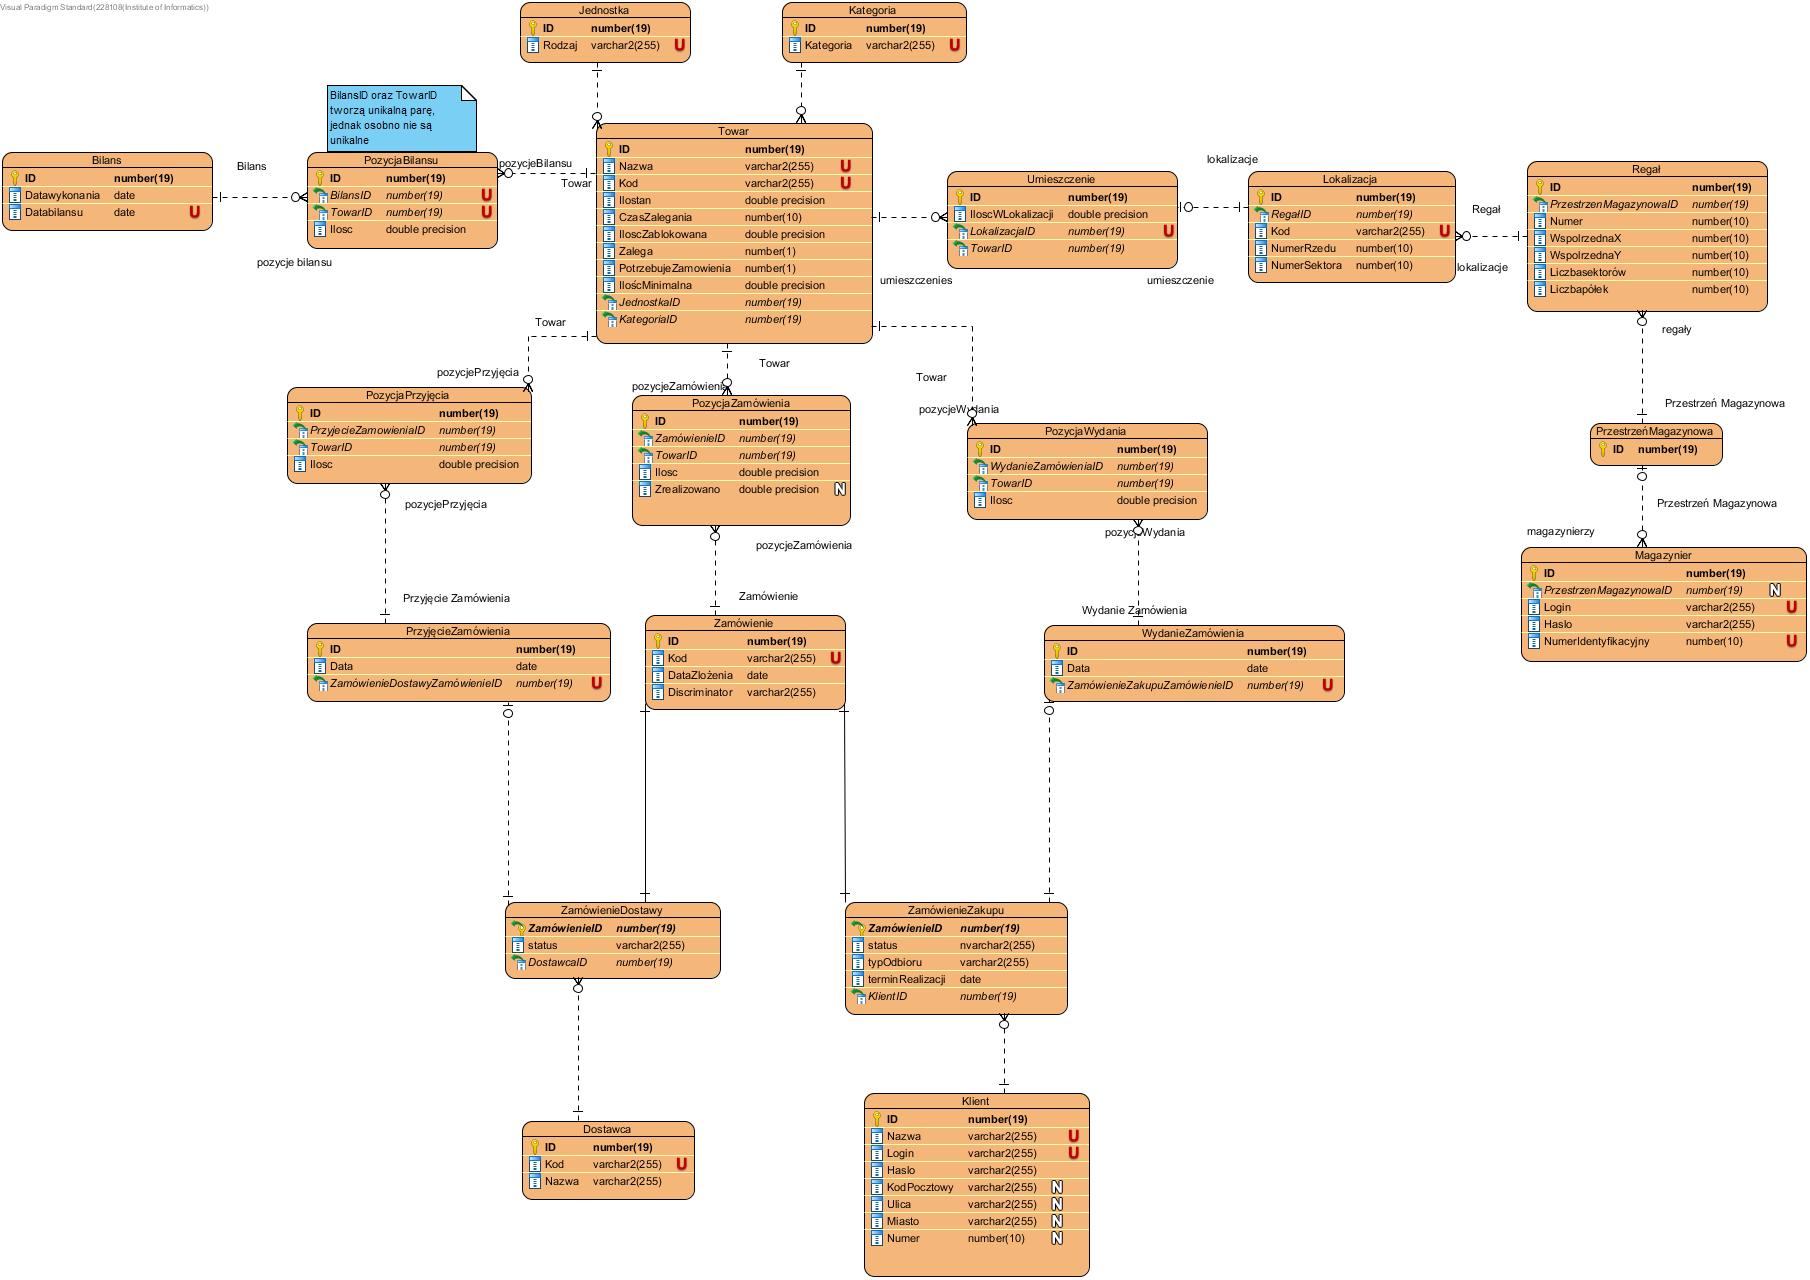 Visual Paradigm Standard(228108(Institute of Informatics))
Jednostka
ID number(19)
Rodzaj varchar2(255) U
Kategoria
ID number(19)
Kategoria varchar2(255) U
BilansID oraz TowarID
tworzą unikalną parę,
jednak osobno nie są
unikalne
Bilans
ID number(19)
Datawykonania date
Databilansu date U
Bilans
pozycje bilansu
PozycjaBilansu
ID number(19)
BilansID number(19) U
TowarID number(19) U
Ilosc double precision
pozycjeBilansu
Towar
Towar
ID number(19)
Nazwa varchar2(255) U
Kod varchar2(255) U
Ilostan double precision
CzasZalegania number(10)
IloscZablokowana double precision
Zalega number(1)
PotrzebujeZamowienia number(1)
IlośćMinimalna double precision
JednostkaID number(19)
KategoriaID number(19)
umieszczenies
Umieszczenie
ID number(19)
IloscWLokalizacji double precision
LokalizacjaID number(19) U
TowarID number(19)
lokalizacje
umieszczenie
Lokalizacja
ID number(19)
RegałID number(19)
Kod varchar2(255) U
NumerRzedu number(10)
NumerSektora number(10)
Regał
lokalizacje
Regał
ID number(19)
PrzestrzenMagazynowaID number(19)
Numer number(10)
WspolrzednaX number(10)
WspolrzednaY number(10)
Liczbasektorów number(10)
Liczbapółek number(10)
regały
Przestrzeń Magazynowa
PrzestrzeńMagazynowa
ID number(19)
Przestrzeń Magazynowa
magazynierzy
Magazynier
ID number(19)
PrzestrzenMagazynowaID number(19) N
Login varchar2(255) U
Haslo varchar2(255)
NumerIdentyfikacyjny number(10) U
Towar
pozycjePrzyjęcia
PozycjaPrzyjęcia
ID number(19)
PrzyjecieZamowieniaID number(19)
TowarID number(19)
Ilosc double precision
pozycjePrzyjęcia
Przyjęcie Zamówienia
Towar
pozycjeZamówienia
PozycjaZamówienia
ID number(19)
ZamówienieID number(19)
TowarID number(19)
Ilosc double precision
Zrealizowano double precision N
pozycjeZamówienia
Zamówienie
Towar
pozycjeWydania
PozycjaWydania
ID number(19)
WydanieZamówieniaID number(19)
TowarID number(19)
Ilosc double precision
pozycjeWydania
Wydanie Zamówienia
PrzyjęcieZamówienia
ID number(19)
Data date
ZamówienieDostawyZamówienieID number(19) U
Zamówienie
ID number(19)
Kod varchar2(255) U
DataZlożenia date
Discriminator varchar2(255)
WydanieZamówienia
ID number(19)
Data date
ZamówienieZakupuZamówienieID number(19) U
ZamówienieDostawy
ZamówienieID number(19)
status varchar2(255)
DostawcaID number(19)
ZamówienieZakupu
ZamówienieID number(19)
status nvarchar2(255)
typOdbioru varchar2(255)
terminRealizacji date
KlientID number(19)
Dostawca
ID number(19)
Kod varchar2(255) U
Nazwa varchar2(255)
Klient
ID number(19)
Nazwa varchar2(255) U
Login varchar2(255) U
Haslo varchar2(255)
KodPocztowy varchar2(255) N
Ulica varchar2(255) N
Miasto varchar2(255) N
Numer number(10) N